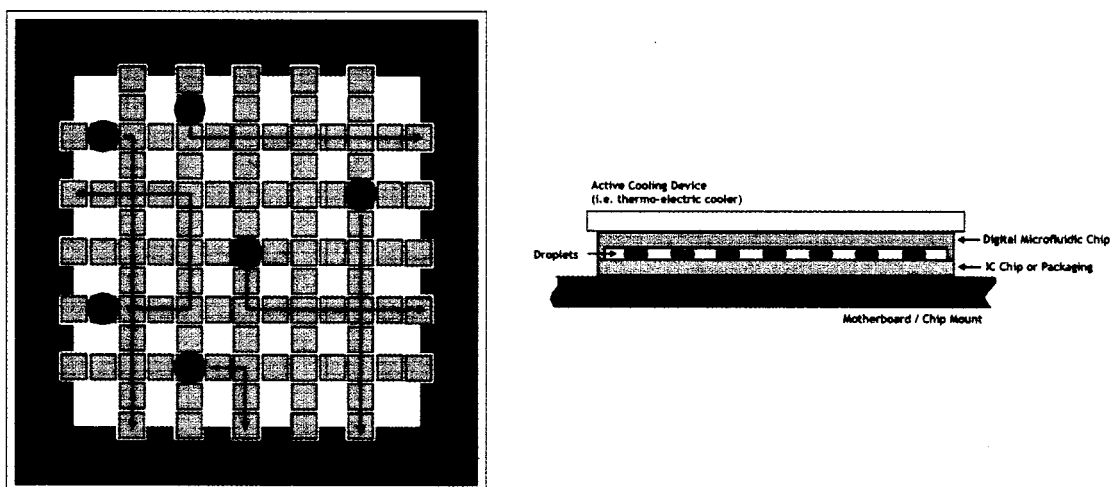 Active Cooling Device
(i.e. thermo-electric cooler)
Digital Microfluidic Chip
Droplets
IC Chip or Packaging
Motherboard / Chip Mount